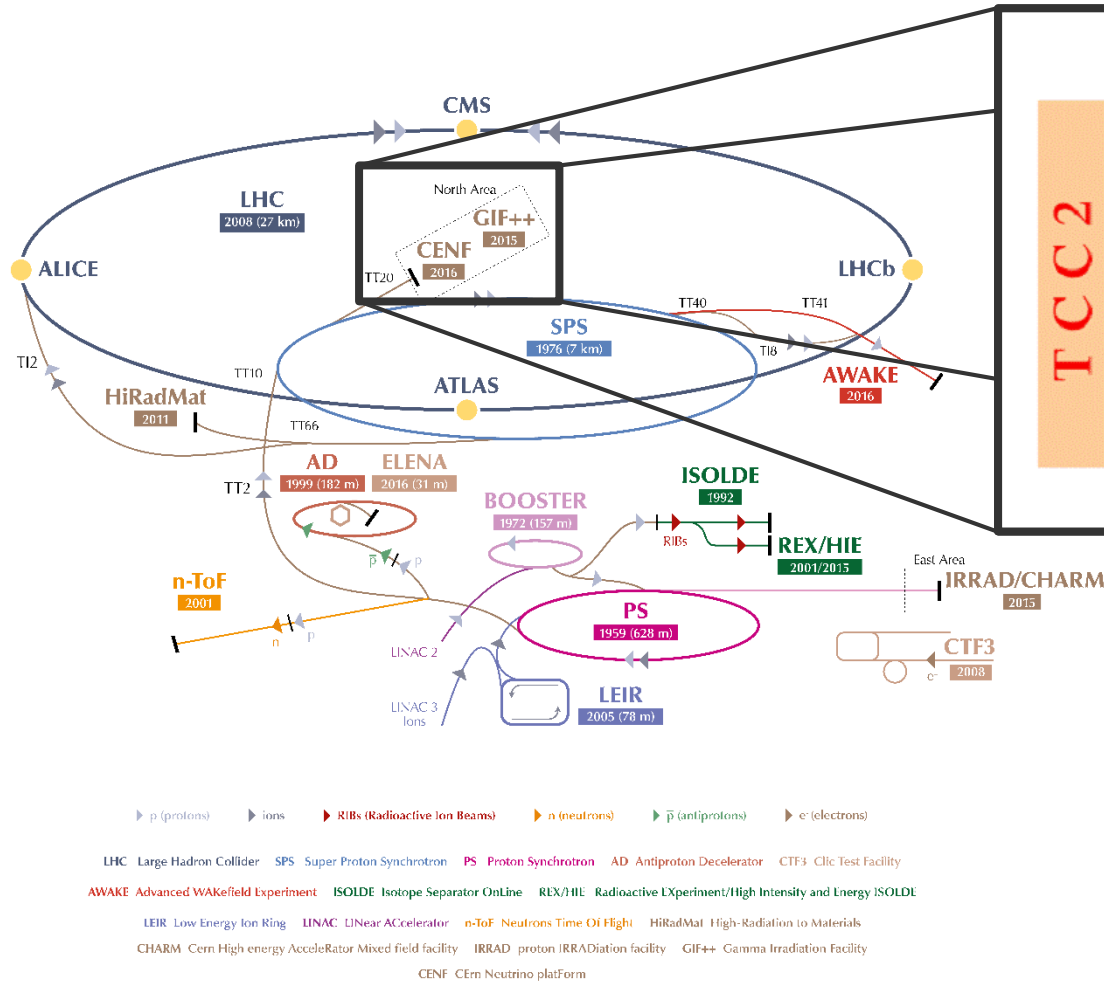 CMS
North Area
LHC
2008 (27 km)
GIF++
2015
CENF
2016
TT20
ALICE
LHCb
TT40
TT41
SPS
1976 (7 km)
TI8
TI2
TT10
ATLAS
AWAKE
2016
HiRadMat
2011
TT66
TCC2
AD
1999 (182 m)
ELENA
2016 (31 m)
TT2
BOOSTER
1972 (157 m)
ISOLDE
1992
RIBs
REX/HIE
2001/2015
p̅
p
East Area
IRRAD/CHARM
2015
n-ToF
2001
n
p
PS
1959 (628 m)
LINAC 2
CTF3
2008
e-
LINAC 3
Ions
LEIR
2005 (78 m)
p (protons) ions RIBs (Radioactive Ion Beams) n (neutrons) p̅ (antiprotons) e- (electrons)
LHC Large Hadron Collider SPS Super Proton Synchrotron PS Proton Synchrotron AD Antiproton Decelerator CTF3 Clic Test Facility
AWAKE Advanced WAKefield Experiment ISOLDE Isotope Separator OnLine REX/HIE Radioactive EXperiment/High Intensity and Energy ISOLDE
LEIR Low Energy Ion Ring LINAC LINear ACcelerator n-ToF Neutrons Time Of Flight HiRadMat High-Radiation to Materials
CHARM Cern High energy AcceleRator Mixed field facility IRRAD proton IRRADiation facility GIF++ Gamma Irradiation Facility
CENF CErn Neutrino platForm